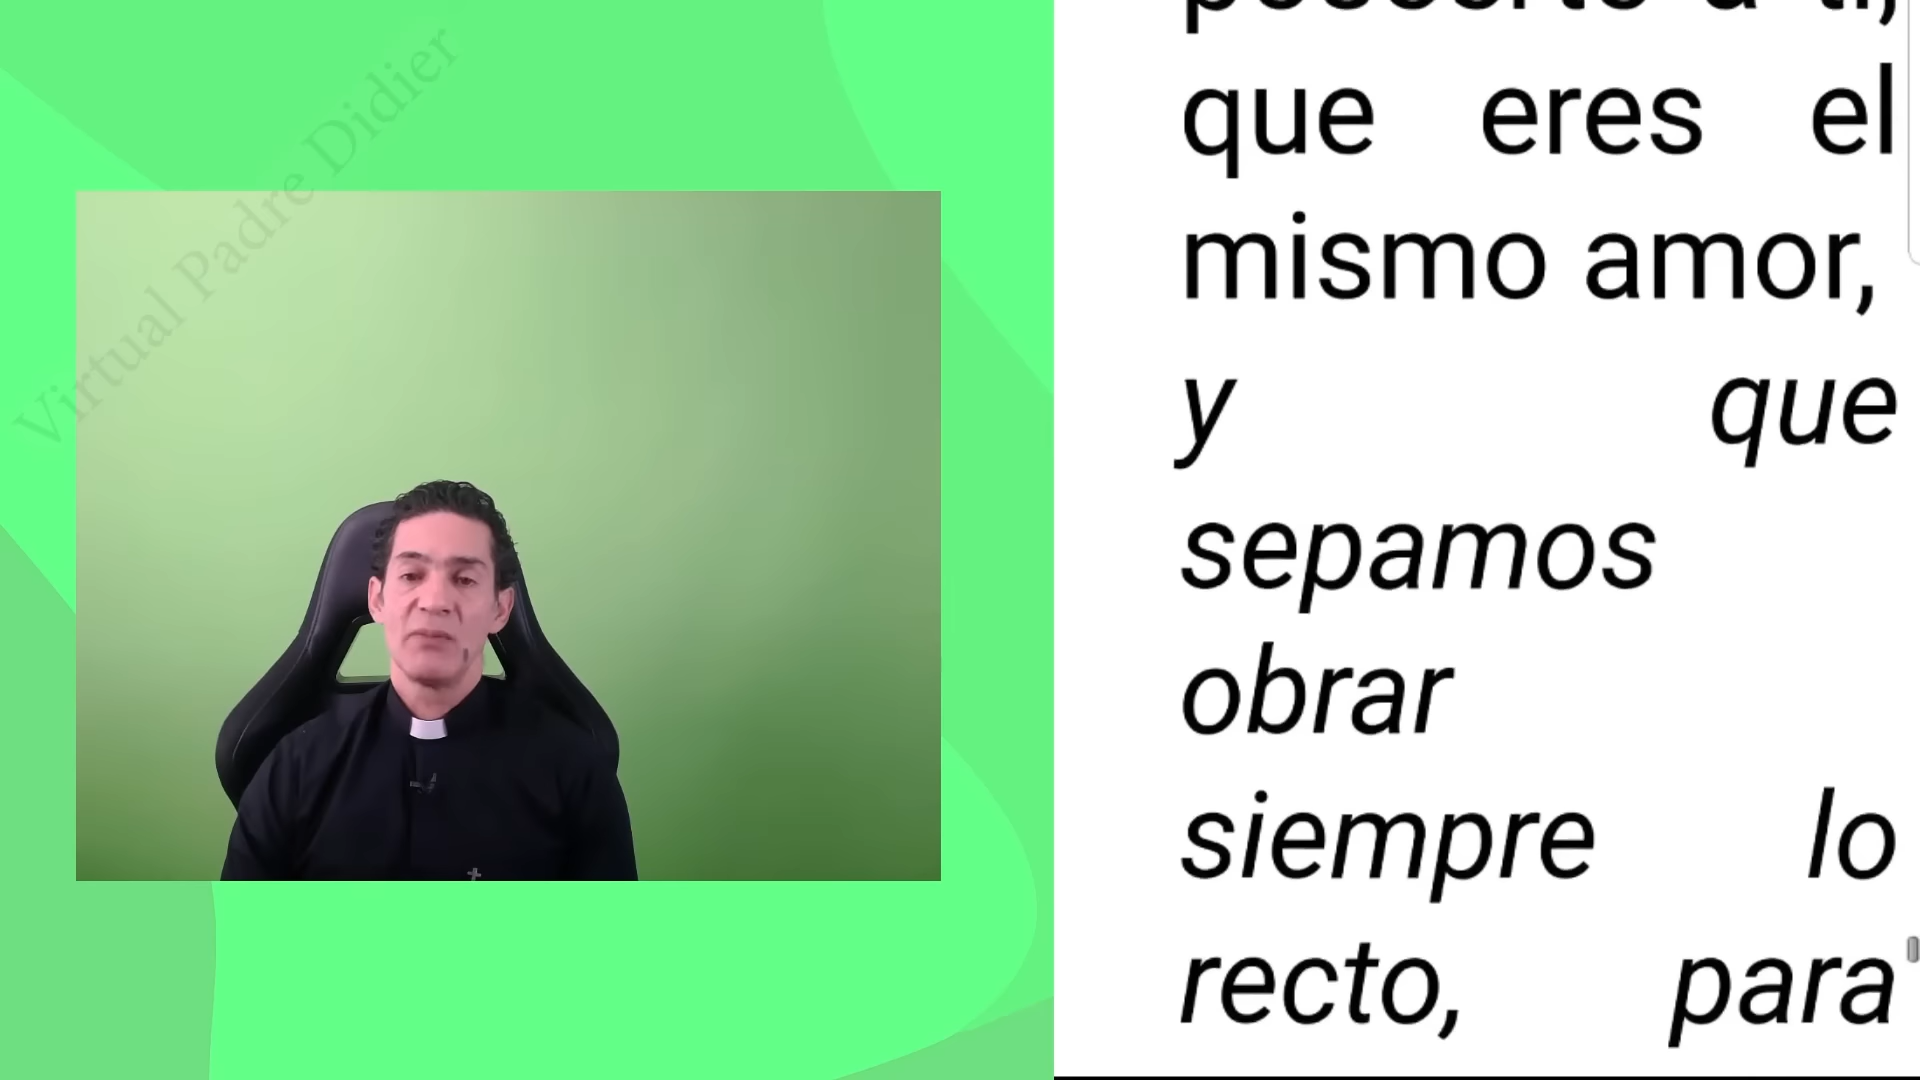 Virtual Padre Didier
que eres el
mismo amor,
y que
sepamos
obrar
siempre lo
recto, para